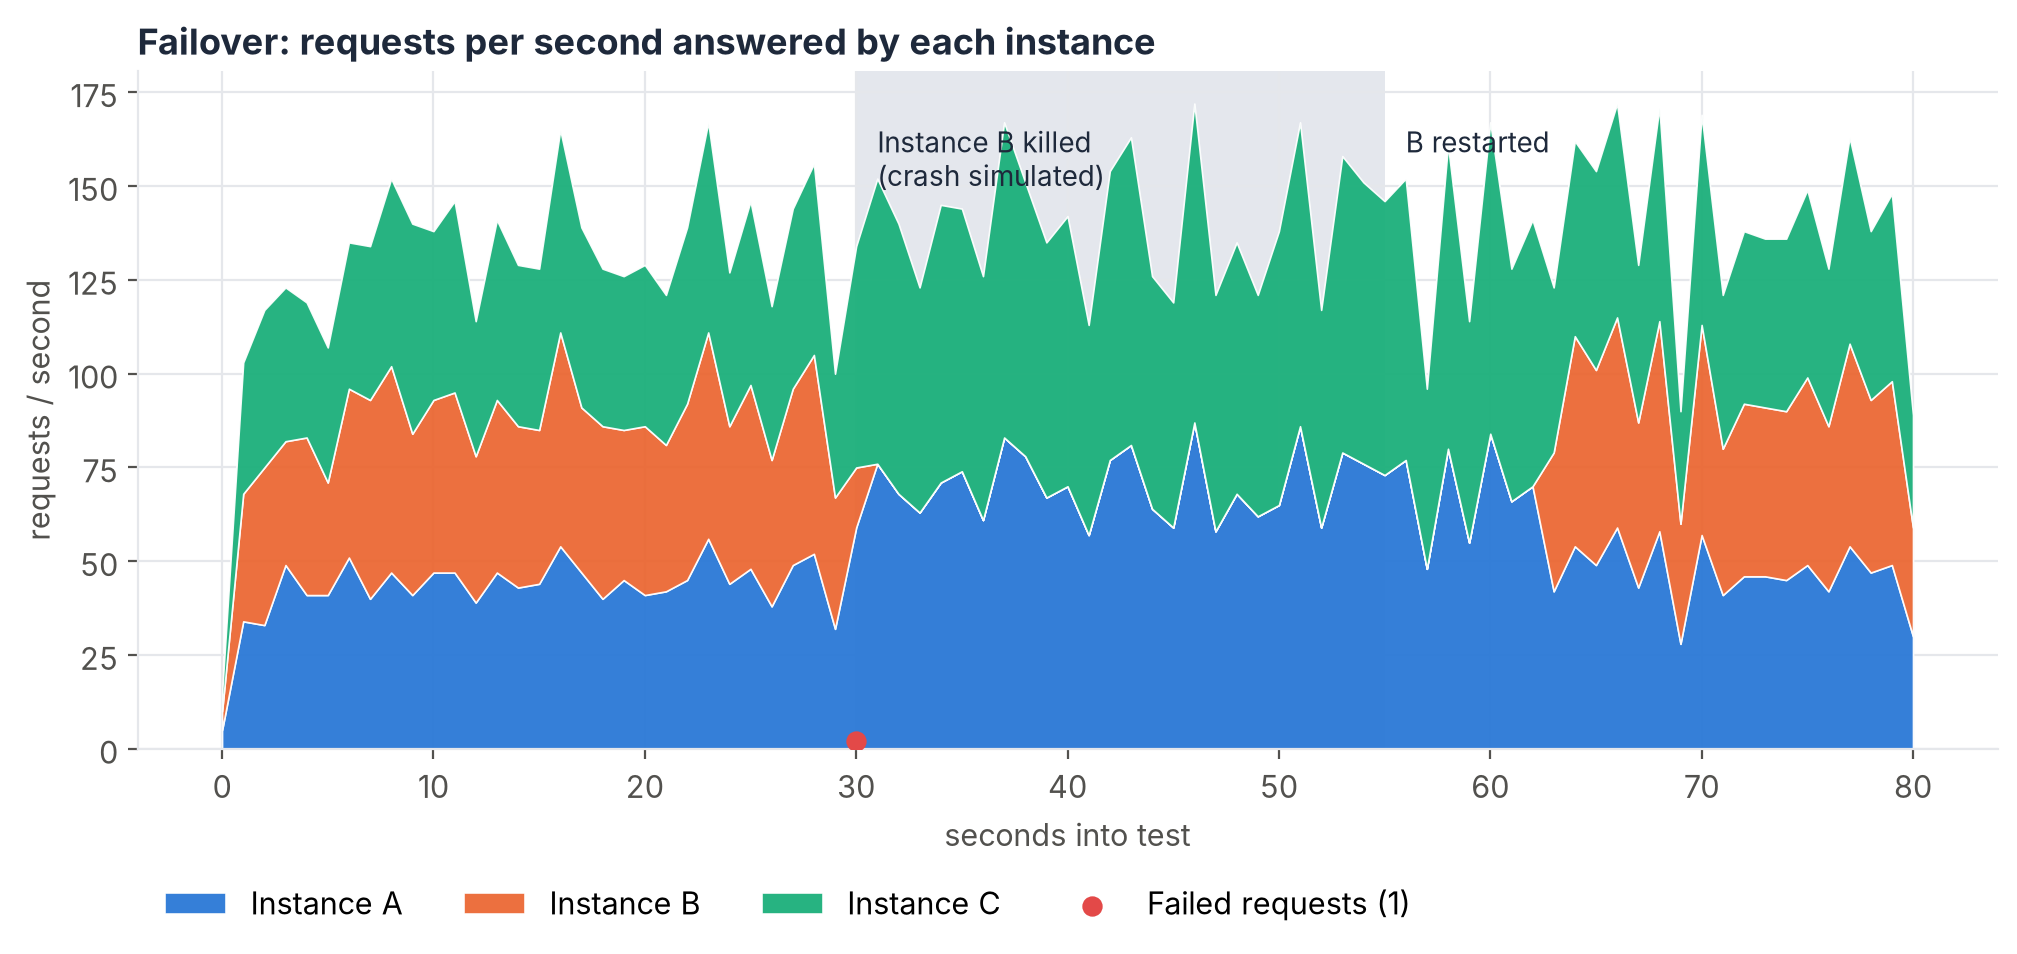 Failover: requests per second answered by each instance
175
150
125
100
75
50
25
0
requests / second
Instance B killed
(crash simulated)
B restarted
0 10 20 30 40 50 60 70 80
seconds into test
Instance A Instance B Instance C Failed requests (1)